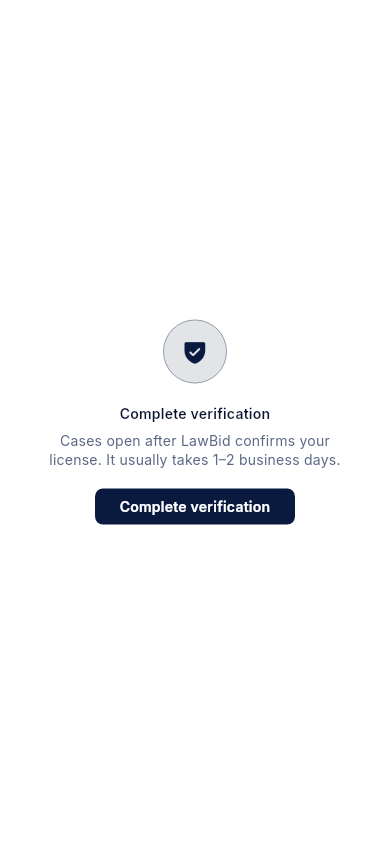 Complete verification
Cases open after LawBid confirms your
license. It usually takes 1–2 business days.
Complete verification